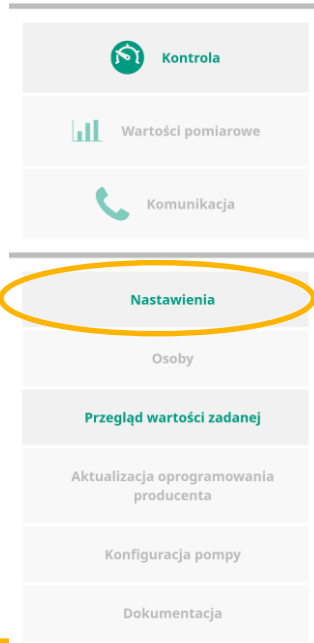 Kontrola
Wartości pomiarowe
Komunikacja
Nastawienia
Osoby
Przegląd wartości zadanej
Aktualizacja oprogramowania
producenta
Konfiguracja pompy
Dokumentacja